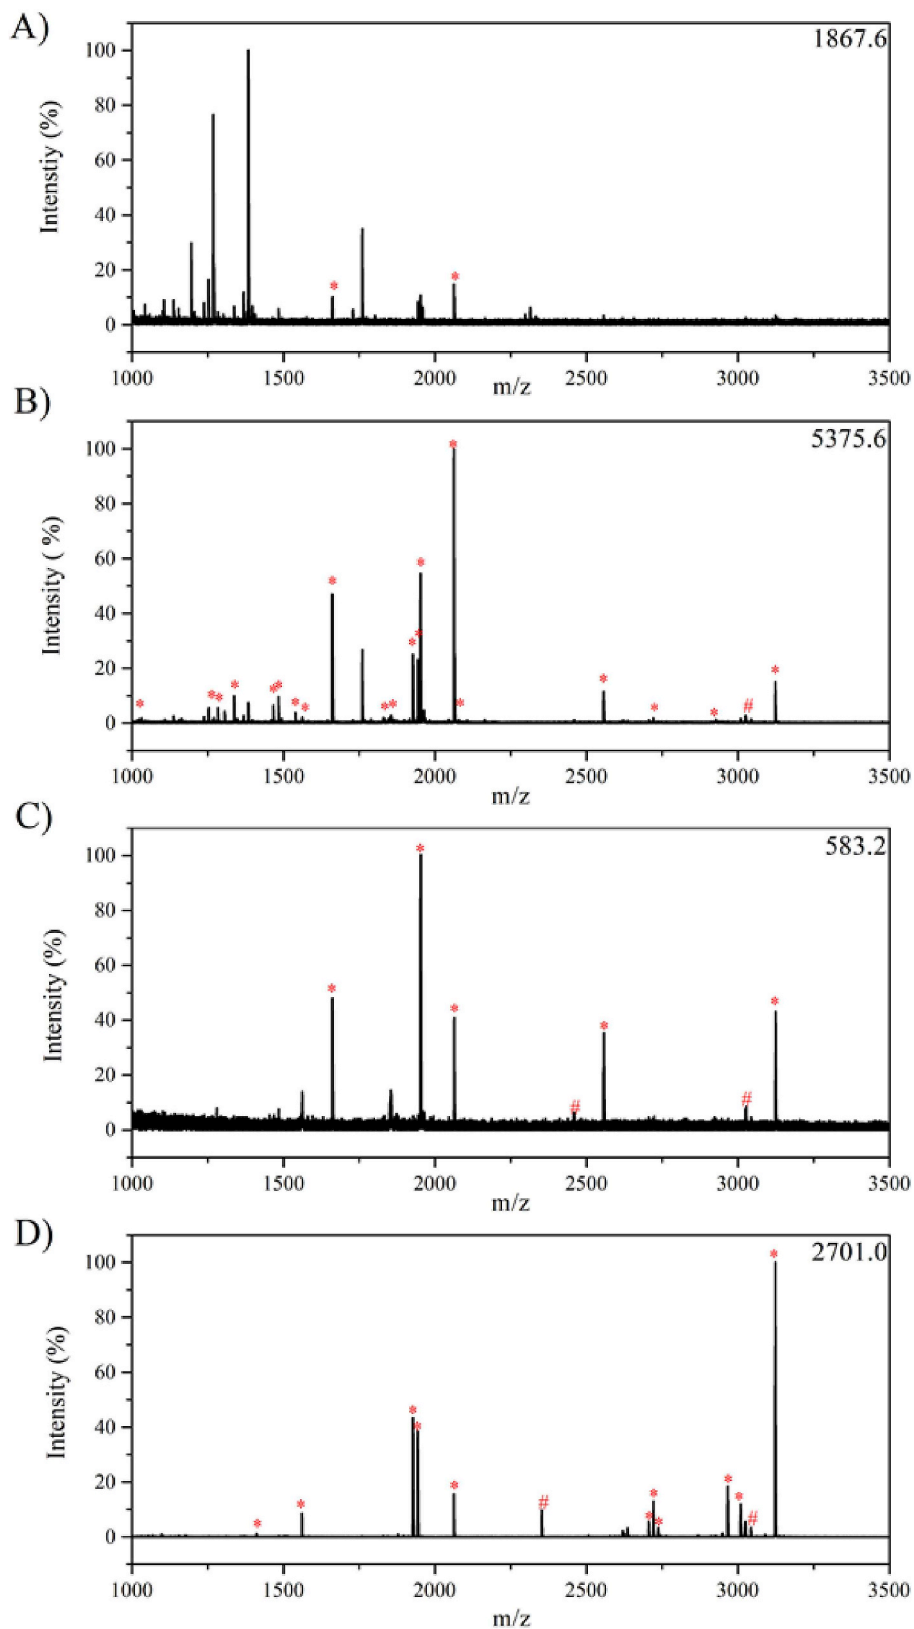 A)
1867.6
100
80
60
40
20
0
Intenstiy (%)
*
*
1000 1500 2000 2500 3000 3500
m/z
B)
5375.6
100
80
60
40
20
0
Intensity ( %)
* * * * * * * * * * * * * * * * * * * # *
1000 1500 2000 2500 3000 3500
m/z
C)
583.2
100
80
60
40
20
0
Intensity (%)
* * * # * # *
1000 1500 2000 2500 3000 3500
m/z
D)
2701.0
100
80
60
40
20
0
Intensity (%)
* * * * * # * * * * * # *
1000 1500 2000 2500 3000 3500
m/z